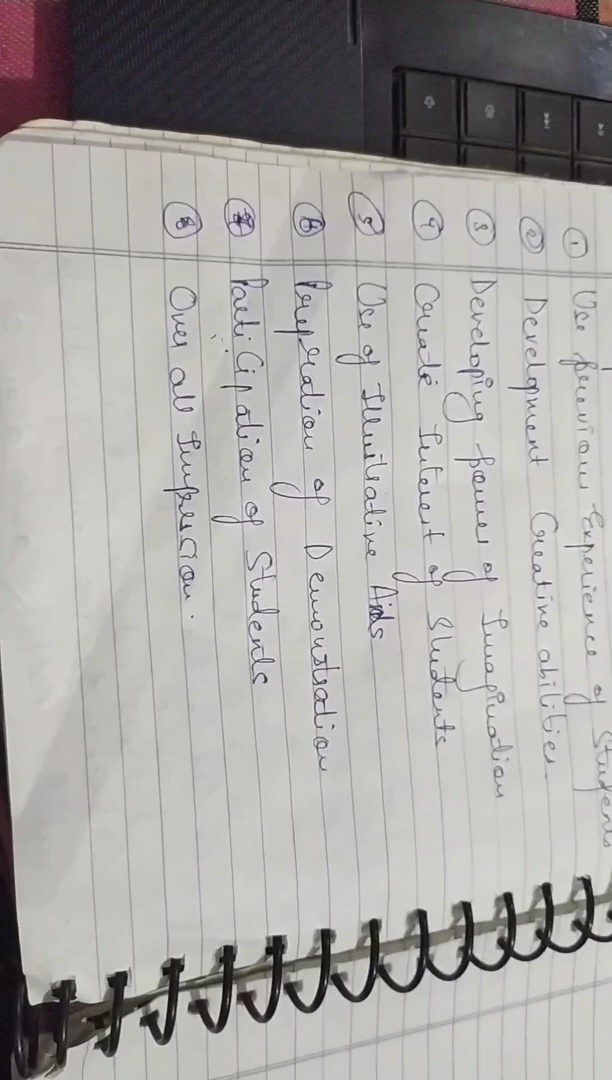 ① Use previous Experience of Students
② Development Creative abilities
③ Developing power of Imagination
④ Create Interest of Students
⑤ Use of Illustrative Aids
⑥ Preparation of Demonstration
⑦ Participation of Students
⑧ Over all Impression.